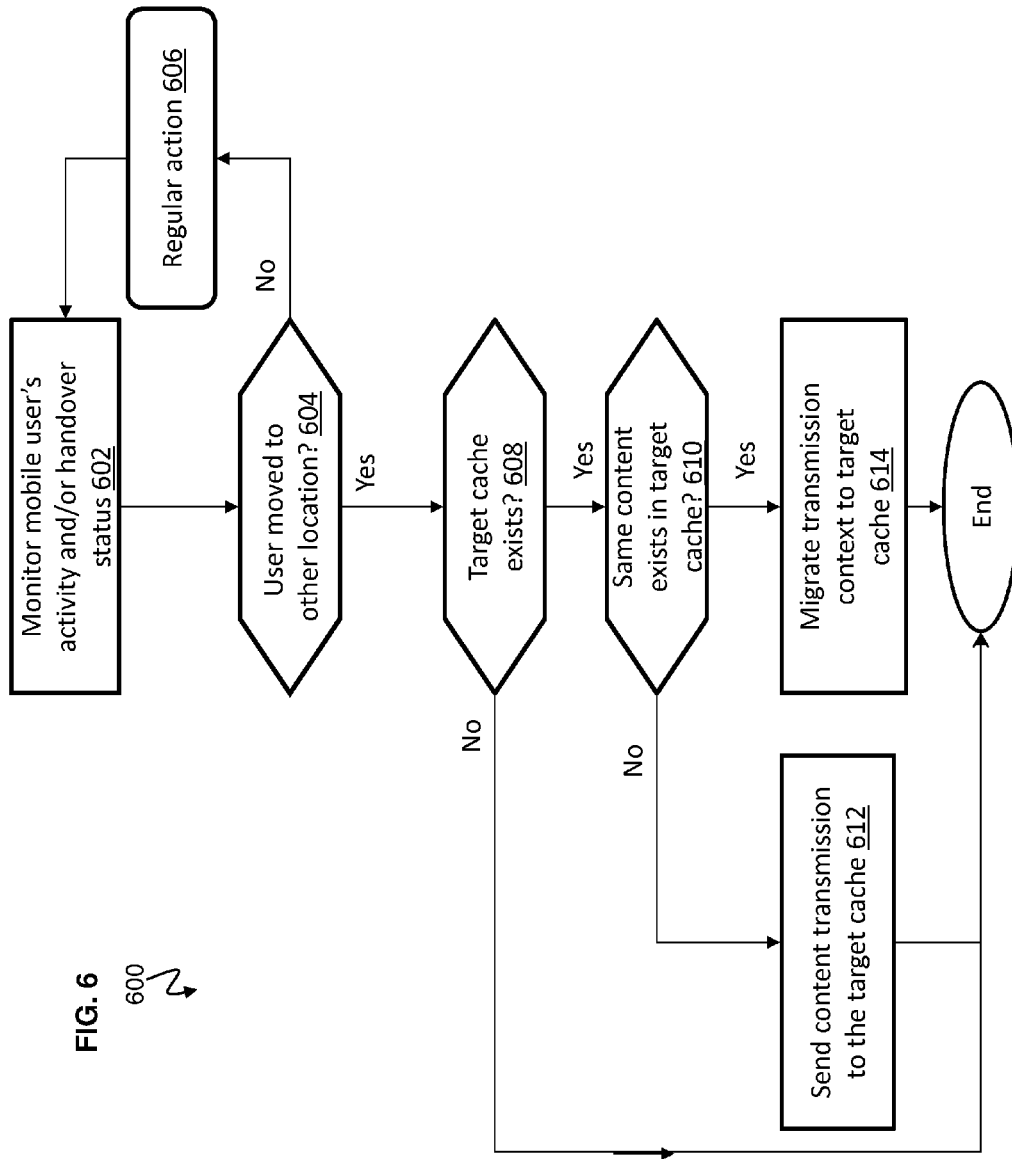 FIG. 6
600
Monitor mobile user's
activity and/or handover
status 602
Regular action 606
No
User moved to
other location? 604
Yes
Target cache
exists? 608
No
Yes
Same content
exists in target
cache? 610
No
Yes
Send content transmission
to the target cache 612
Migrate transmission
context to target
cache 614
End